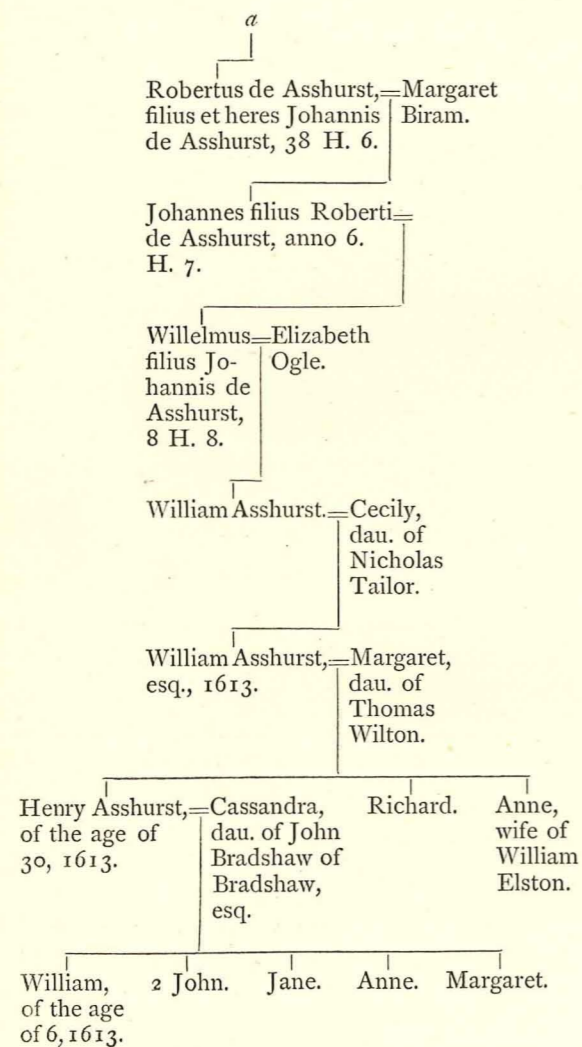 a
Robertus de Asshurst,=Margaret
filius et heres Johannis Biram.
de Asshurst, 38 H. 6.
Johannes filius Roberti=
de Asshurst, anno 6.
H. 7.
Willelmus=Elizabeth
filius Jo- Ogle.
hannis de
Asshurst,
8 H. 8.
William Asshurst.=Cecily,
dau. of
Nicholas
Tailor.
William Asshurst,=Margaret,
esq., 1613. dau. of
Thomas
Wilton.
Henry Asshurst,=Cassandra, Richard. Anne,
of the age of dau. of John wife of
30, 1613. Bradshaw of William
Bradshaw, Elston.
esq.
William, 2 John. Jane. Anne. Margaret.
of the age
of 6, 1613.